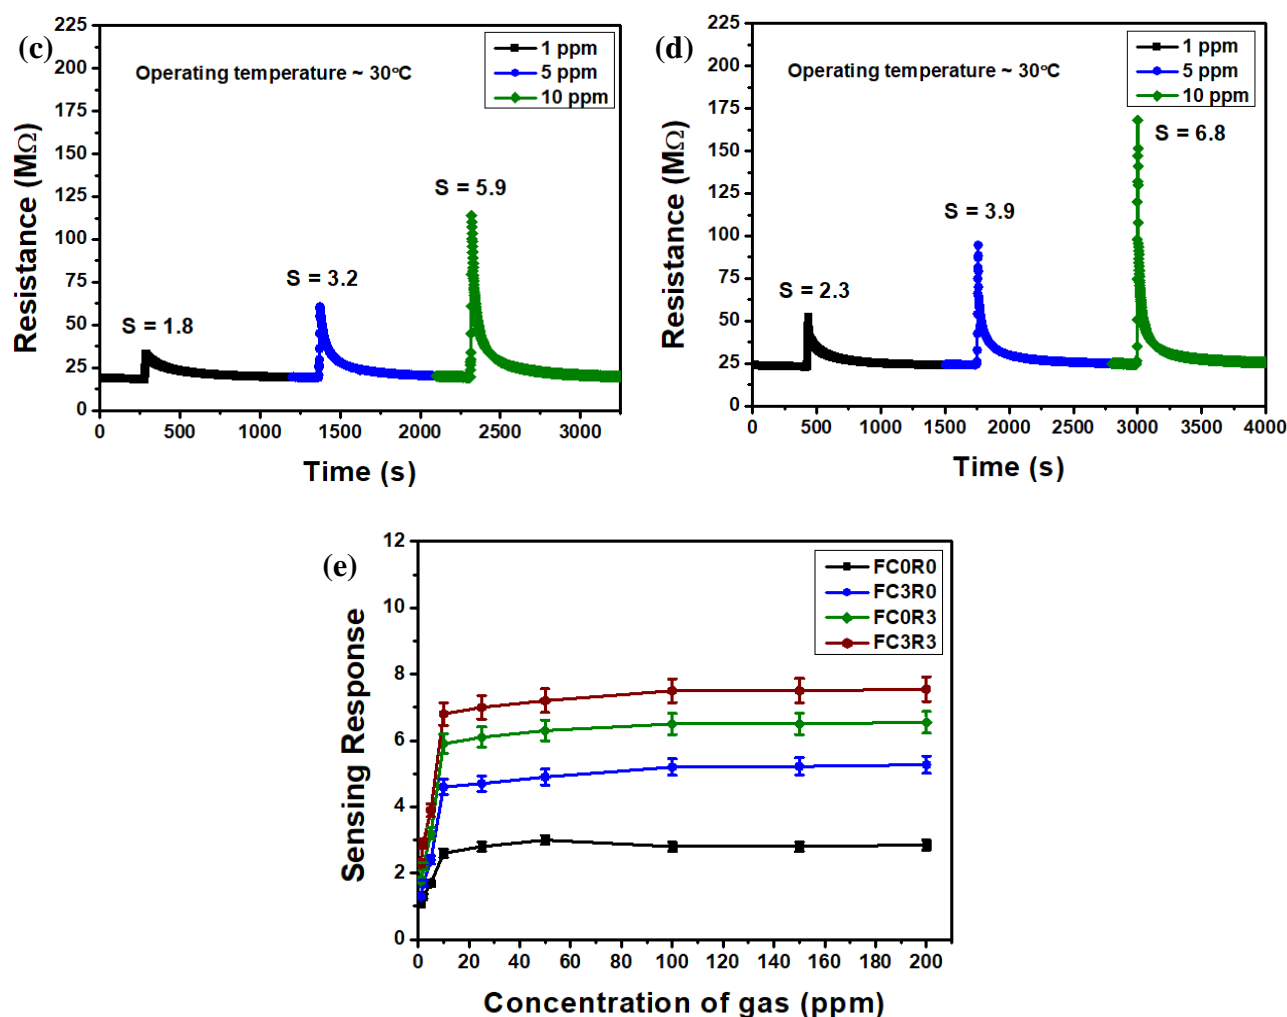 (c)
225
200
175
150
125
100
75
50
25
0
Resistance (MΩ)
Operating temperature ~ 30°C
1 ppm
5 ppm
10 ppm
S = 1.8
S = 3.2
S = 5.9
0 500 1000 1500 2000 2500 3000
Time (s)
(d)
225
200
175
150
125
100
75
50
25
0
Resistance (MΩ)
Operating temperature ~ 30°C
1 ppm
5 ppm
10 ppm
S = 2.3
S = 3.9
S = 6.8
0 500 1000 1500 2000 2500 3000 3500 4000
Time (s)
(e)
12
10
8
6
4
2
0
Sensing Response
FC0R0
FC3R0
FC0R3
FC3R3
0 20 40 60 80 100 120 140 160 180 200
Concentration of gas (ppm)